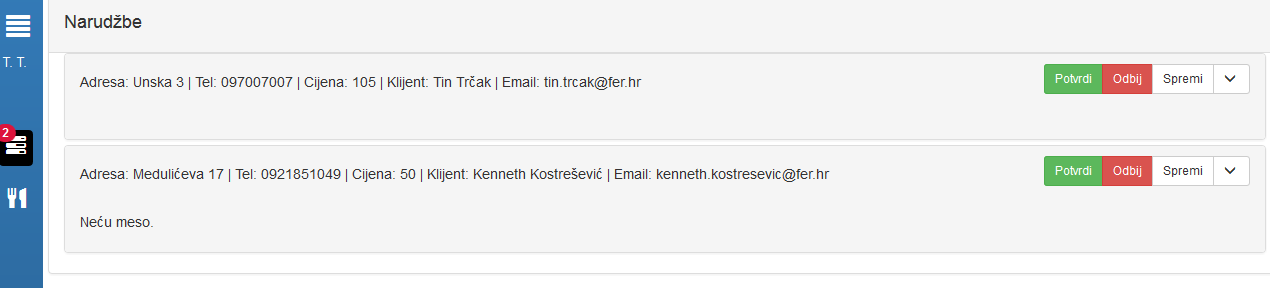 Narudžbe
T. T.
2
Adresa: Unska 3 | Tel: 097007007 | Cijena: 105 | Klijent: Tin Trčak | Email: tin.trcak@fer.hr
Potvrdi Odbij Spremi
Adresa: Medulićeva 17 | Tel: 0921851049 | Cijena: 50 | Klijent: Kenneth Kostrešević | Email: kenneth.kostresevic@fer.hr
Potvrdi Odbij Spremi
Neću meso.